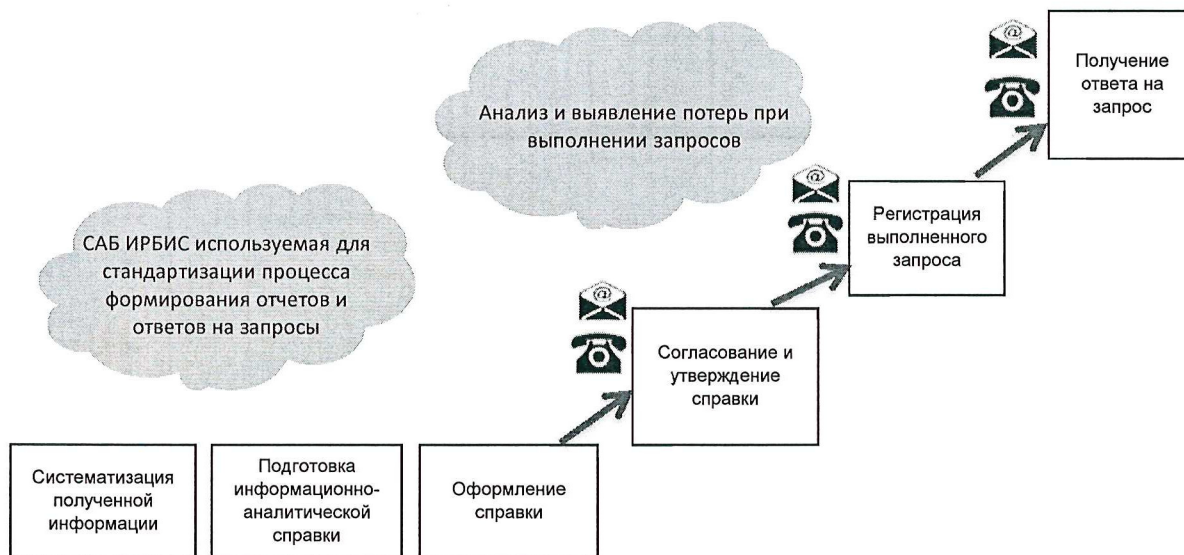 Получение
ответа на
запрос
Анализ и выявление потерь при
выполнении запросов
Регистрация
выполненного
запроса
САБ ИРБИС используемая для
стандартизации процесса
формирования отчетов и
ответов на запросы
Согласование и
утверждение
справки
Систематизация
полученной
информации
Подготовка
информационно-
аналитической
справки
Оформление
справки